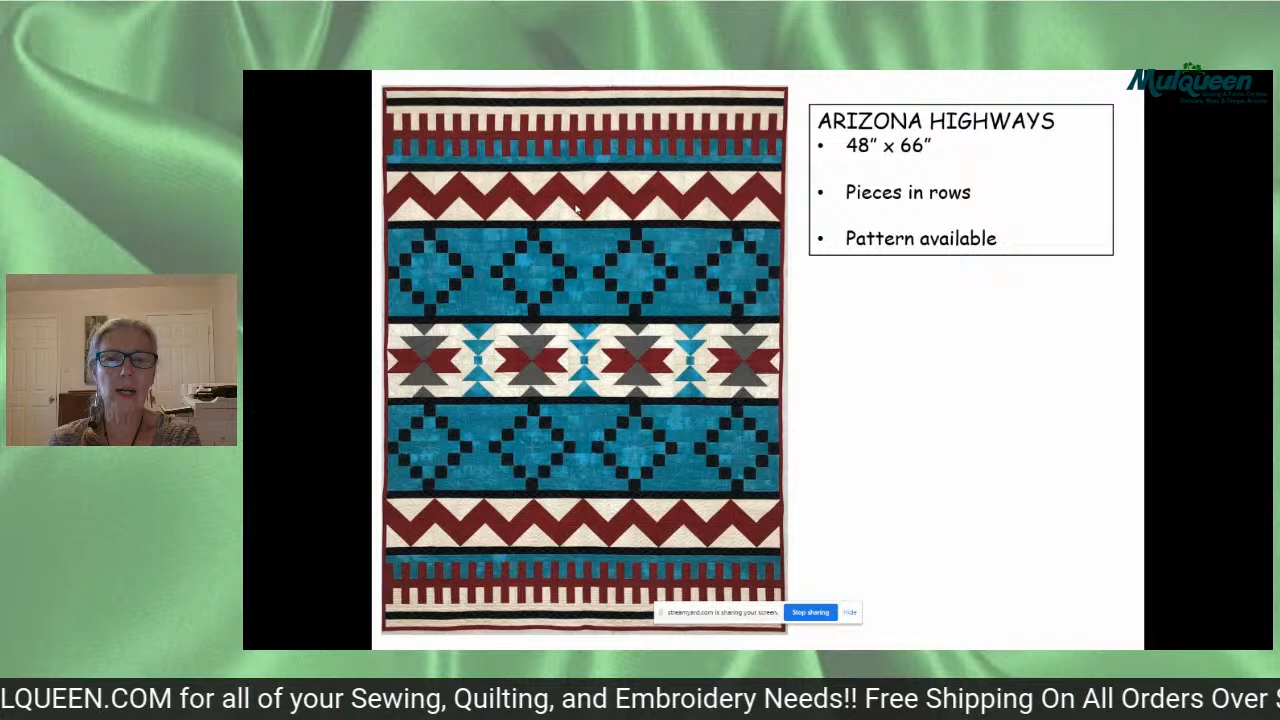 Mulqueen
ARIZONA HIGHWAYS
• 48” x 66”
• Pieces in rows
• Pattern available
streamyard.com is sharing your screen.
Stop sharing
Hide
LQUEEN.COM for all of your Sewing, Quilting, and Embroidery Needs!! Free Shipping On All Orders Over